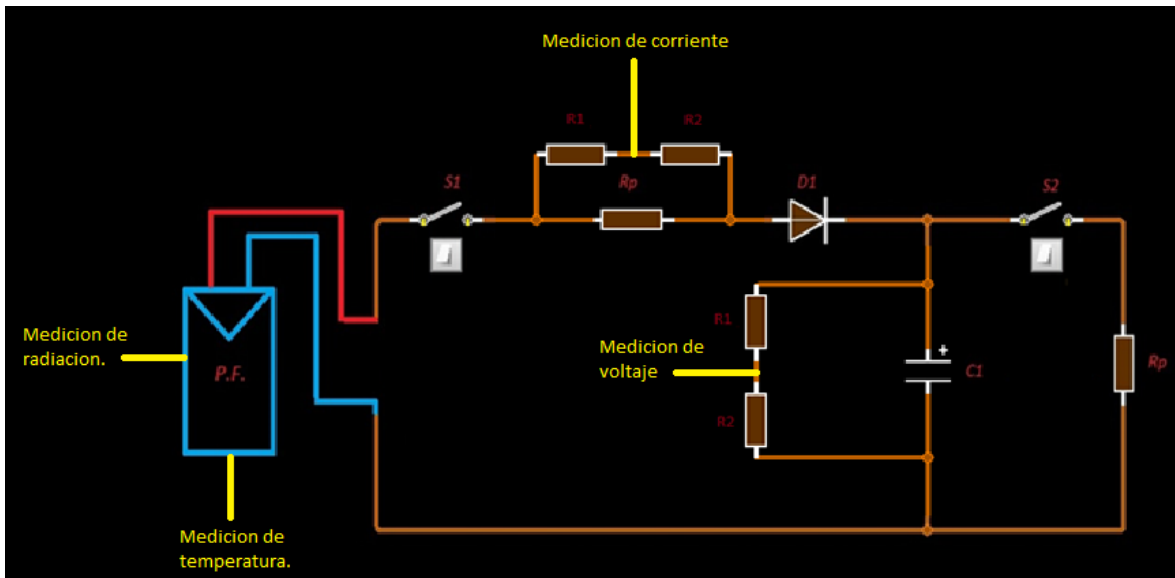 Medicion de corriente
R1
R2
S1
Rp
D1
S2
Medicion de
radiacion.
P.F.
R1
Medicion de
voltaje
+
C1
Rp
R2
Medicion de
temperatura.